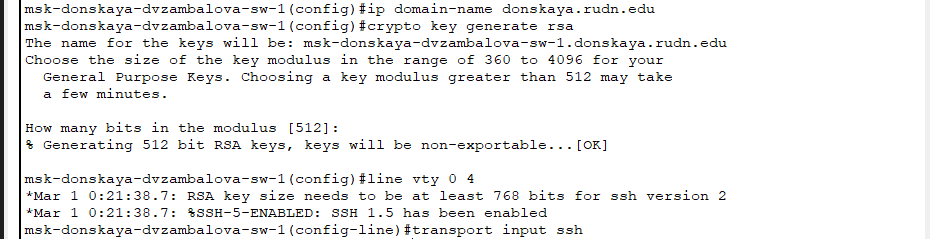 msk-donskaya-dvzambalova-sw-1(config)#ip domain-name donskaya.rudn.edu
msk-donskaya-dvzambalova-sw-1(config)#crypto key generate rsa
The name for the keys will be: msk-donskaya-dvzambalova-sw-1.donskaya.rudn.edu
Choose the size of the key modulus in the range of 360 to 4096 for your
General Purpose Keys. Choosing a key modulus greater than 512 may take
a few minutes.
How many bits in the modulus [512]:
% Generating 512 bit RSA keys, keys will be non-exportable...[OK]
msk-donskaya-dvzambalova-sw-1(config)#line vty 0 4
*Mar 1 0:21:38.7: RSA key size needs to be at least 768 bits for ssh version 2
*Mar 1 0:21:38.7: %SSH-5-ENABLED: SSH 1.5 has been enabled
msk-donskaya-dvzambalova-sw-1(config-line)#transport input ssh